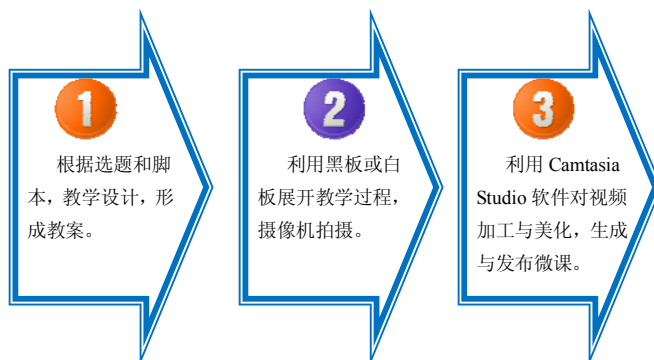 1
根据选题和脚
本，教学设计，形
成教案。
2
利用黑板或白
板展开教学过程，
摄像机拍摄。
3
利用 Camtasia
Studio 软件对视频
加工与美化，生成
与发布微课。